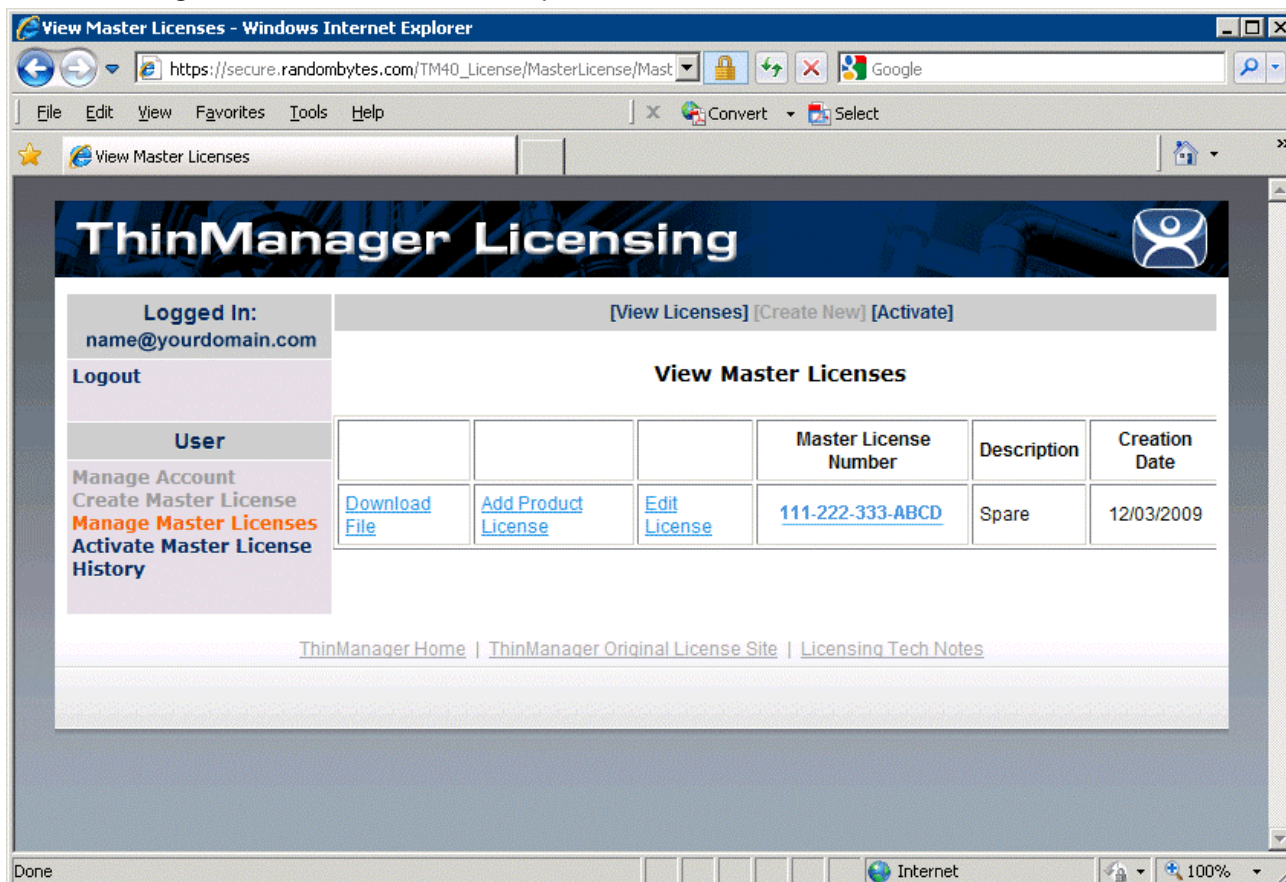 View Master Licenses - Windows Internet Explorer
https://secure.randombytes.com/TM40_License/MasterLicense/Mast
Google
File Edit View Favorites Tools Help
x Convert Select
View Master Licenses
»
ThinManager Licensing
Logged In:
name@yourdomain.com
Logout
User
Manage Account
Create Master License
Manage Master Licenses
Activate Master License
History
[View Licenses] [Create New] [Activate]
View Master Licenses
Master License Number Description Creation Date
Download File Add Product License Edit License 111-222-333-ABCD Spare 12/03/2009
ThinManager Home | ThinManager Original License Site | Licensing Tech Notes
Done Internet 100%